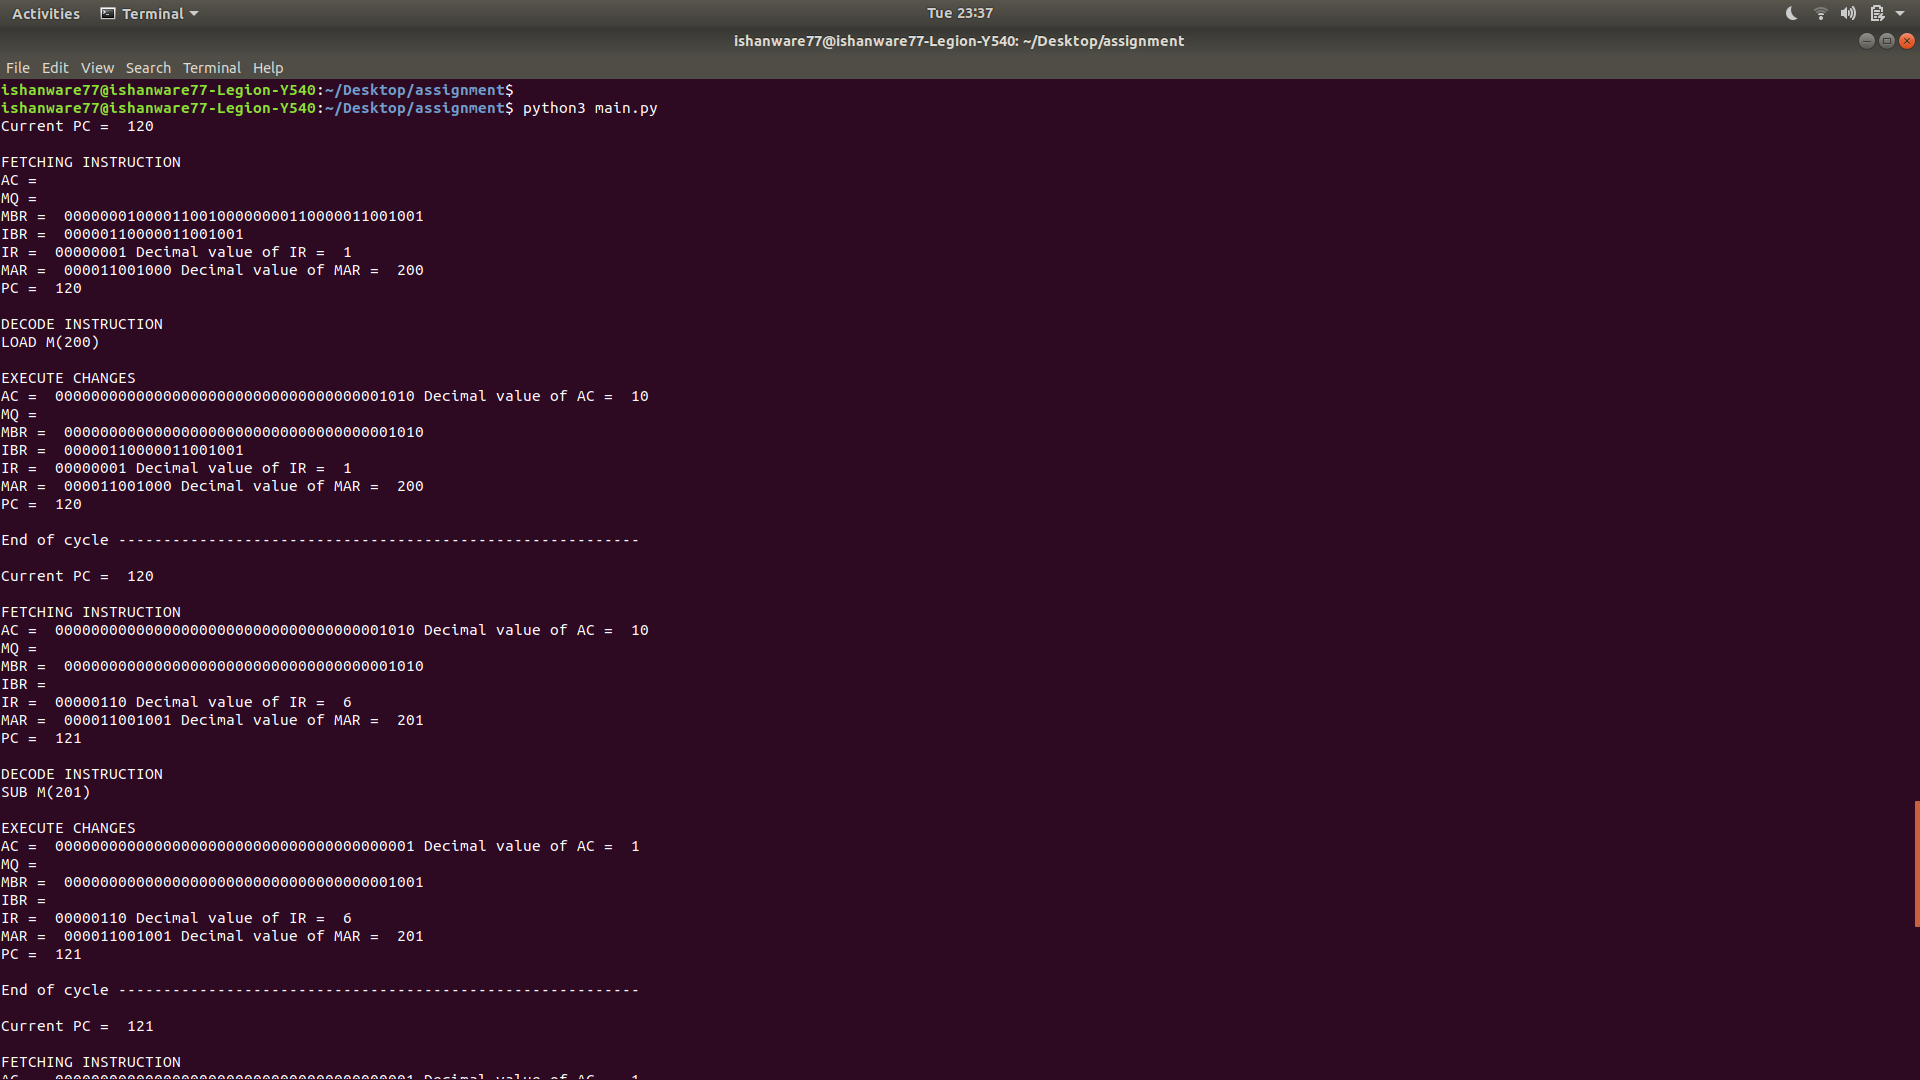 Activities Terminal Tue 23:37
ishanware77@ishanware77-Legion-Y540: ~/Desktop/assignment
File Edit View Search Terminal Help
ishanware77@ishanware77-Legion-Y540:~/Desktop/assignment$
ishanware77@ishanware77-Legion-Y540:~/Desktop/assignment$ python3 main.py
Current PC =  120
FETCHING INSTRUCTION
AC =
MQ =
MBR =  0000000100001100100000000110000011001001
IBR =  00000110000011001001
IR =  00000001 Decimal value of IR =  1
MAR =  000011001000 Decimal value of MAR =  200
PC =  120
DECODE INSTRUCTION
LOAD M(200)
EXECUTE CHANGES
AC =  0000000000000000000000000000000000001010 Decimal value of AC =  10
MQ =
MBR =  0000000000000000000000000000000000001010
IBR =  00000110000011001001
IR =  00000001 Decimal value of IR =  1
MAR =  000011001000 Decimal value of MAR =  200
PC =  120
End of cycle ----------------------------------------------------------
Current PC =  120
FETCHING INSTRUCTION
AC =  0000000000000000000000000000000000001010 Decimal value of AC =  10
MQ =
MBR =  0000000000000000000000000000000000001010
IBR =
IR =  00000110 Decimal value of IR =  6
MAR =  000011001001 Decimal value of MAR =  201
PC =  121
DECODE INSTRUCTION
SUB M(201)
EXECUTE CHANGES
AC =  0000000000000000000000000000000000000001 Decimal value of AC =  1
MQ =
MBR =  0000000000000000000000000000000000001001
IBR =
IR =  00000110 Decimal value of IR =  6
MAR =  000011001001 Decimal value of MAR =  201
PC =  121
End of cycle ----------------------------------------------------------
Current PC =  121
FETCHING INSTRUCTION